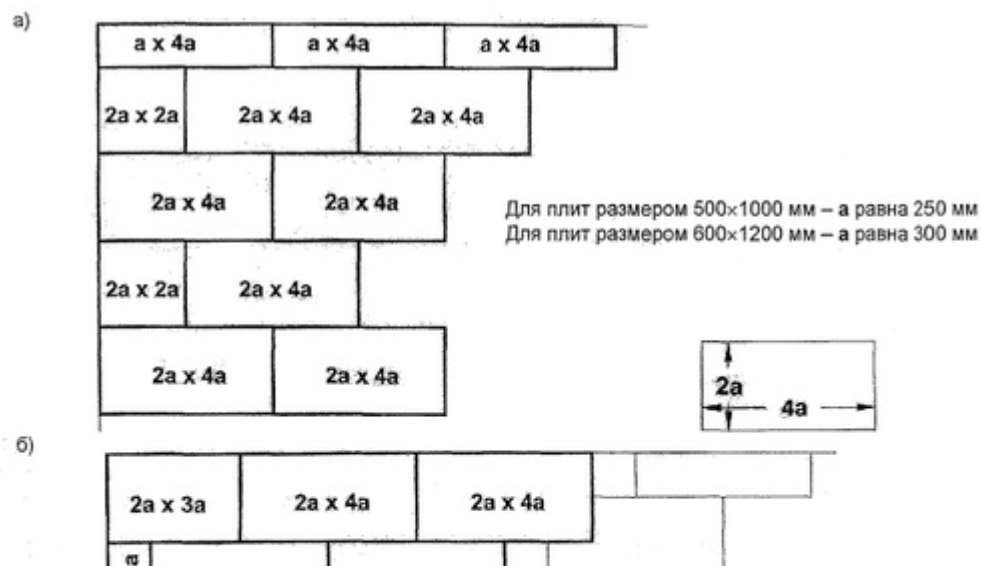 а)
а х 4а а х 4а а х 4а
2а х 2а 2а х 4а 2а х 4а
2а х 4а 2а х 4а
Для плит размером 500×1000 мм – а равна 250 мм
Для плит размером 600×1200 мм – а равна 300 мм
2а х 2а 2а х 4а
2а х 4а 2а х 4а
2а
4а
б)
2а х 3а 2а х 4а 2а х 4а
а